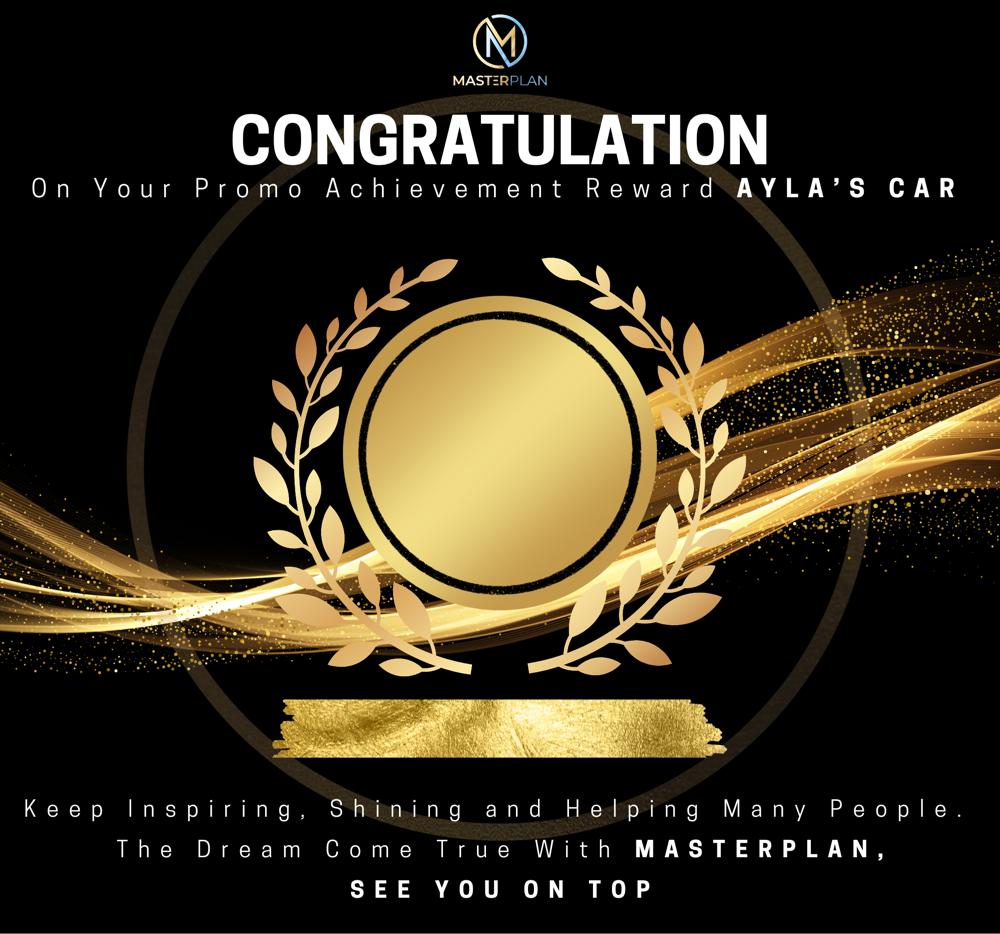 MASTERPLAN
CONGRATULATION
On Your Promo Achievement Reward AYLA’S CAR
Keep Inspiring, Shining and Helping Many People.
The Dream Come True With MASTERPLAN,
SEE YOU ON TOP